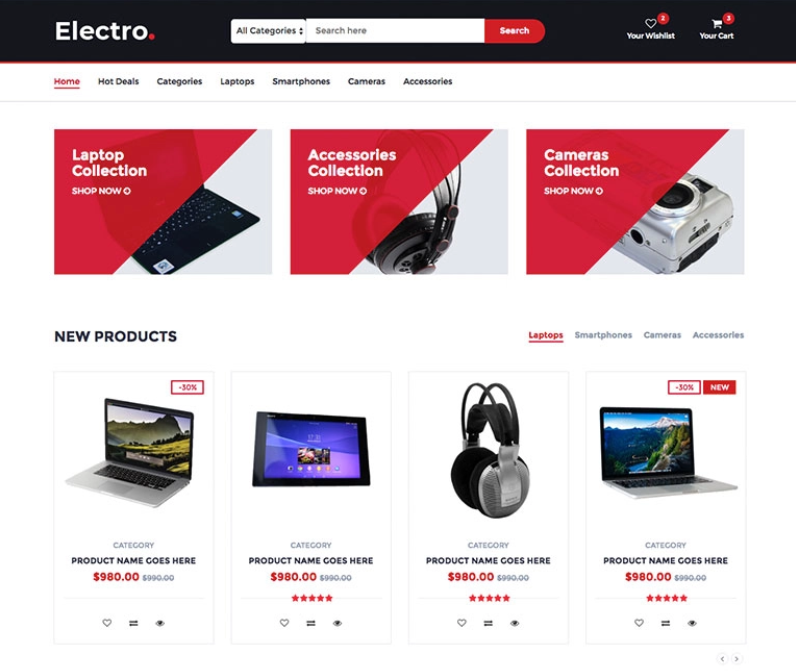 Electro.
All Categories
Search here
Search
2
Your Wishlist
3
Your Cart
Home Hot Deals Categories Laptops Smartphones Cameras Accessories
Laptop
Collection
SHOP NOW
Accessories
Collection
SHOP NOW
Cameras
Collection
SHOP NOW
NEW PRODUCTS
Laptops Smartphones Cameras Accessories
-30%
CATEGORY
PRODUCT NAME GOES HERE
$980.00 $990.00
CATEGORY
PRODUCT NAME GOES HERE
$980.00 $990.00
CATEGORY
PRODUCT NAME GOES HERE
$980.00 $990.00
-30% NEW
CATEGORY
PRODUCT NAME GOES HERE
$980.00 $990.00